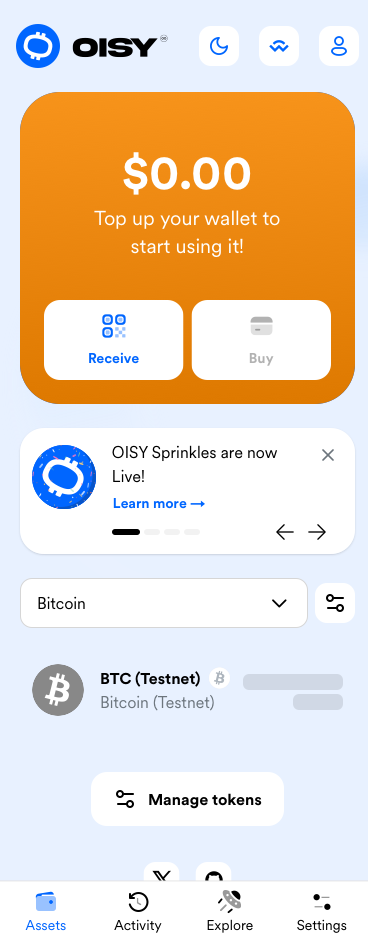 OISY
$0.00
Top up your wallet to
start using it!
Receive
Buy
OISY Sprinkles are now
Live!
Learn more →
Bitcoin
BTC (Testnet)
Bitcoin (Testnet)
Manage tokens
Assets
Activity
Explore
Settings